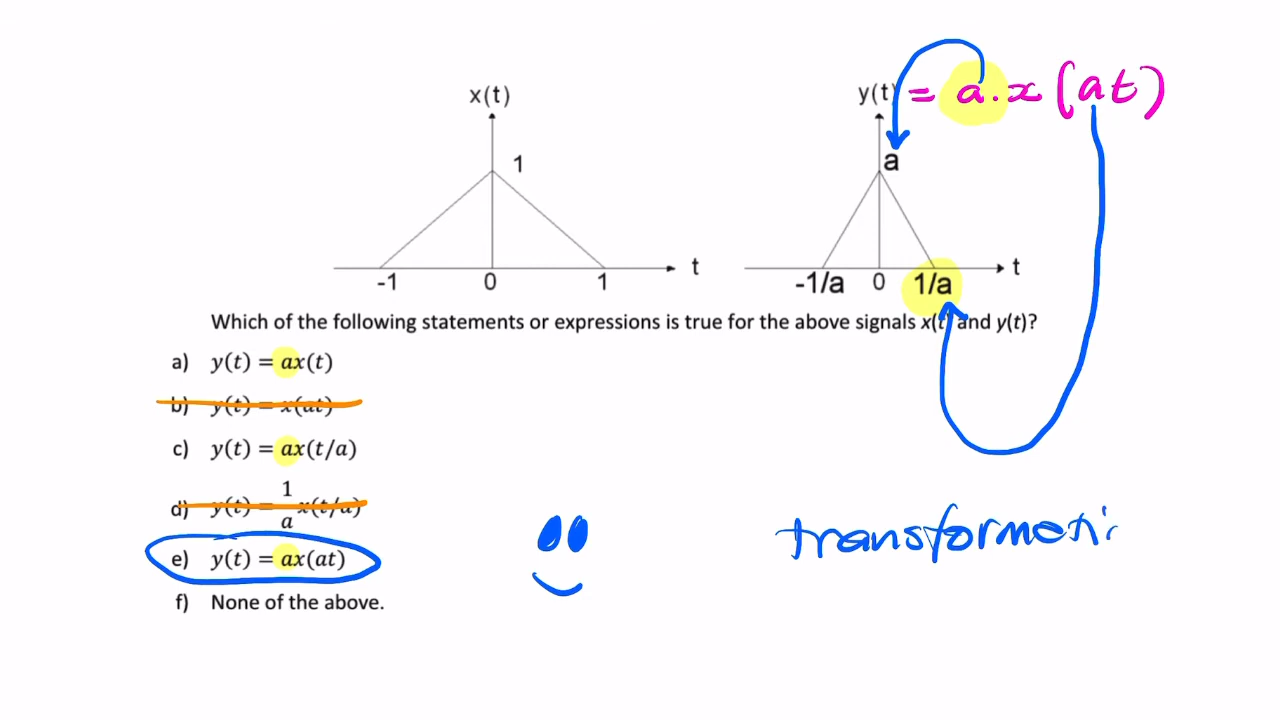 x(t)
1
-1 0 1 t
y(t) = a.x(at)
a
-1/a 0 1/a t
Which of the following statements or expressions is true for the above signals x(t) and y(t)?
a) y(t) = ax(t)
b) y(t) = x(at)
c) y(t) = ax(t/a)
d) y(t) = 1/a x(t/a)
e) y(t) = ax(at)
f) None of the above.
transformati